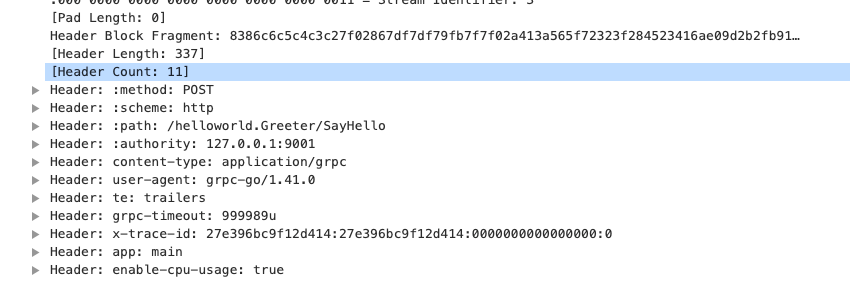 .000 0000 0000 0000 0000 0000 0000 0011 = Stream Identifier: 3
[Pad Length: 0]
Header Block Fragment: 8386c6c5c4c3c27f02867df7df79fb7f7f02a413a565f72323f284523416ae09d2b2fb91…
[Header Length: 337]
[Header Count: 11]
Header: :method: POST
Header: :scheme: http
Header: :path: /helloworld.Greeter/SayHello
Header: :authority: 127.0.0.1:9001
Header: content-type: application/grpc
Header: user-agent: grpc-go/1.41.0
Header: te: trailers
Header: grpc-timeout: 999989u
Header: x-trace-id: 27e396bc9f12d414:27e396bc9f12d414:0000000000000000:0
Header: app: main
Header: enable-cpu-usage: true